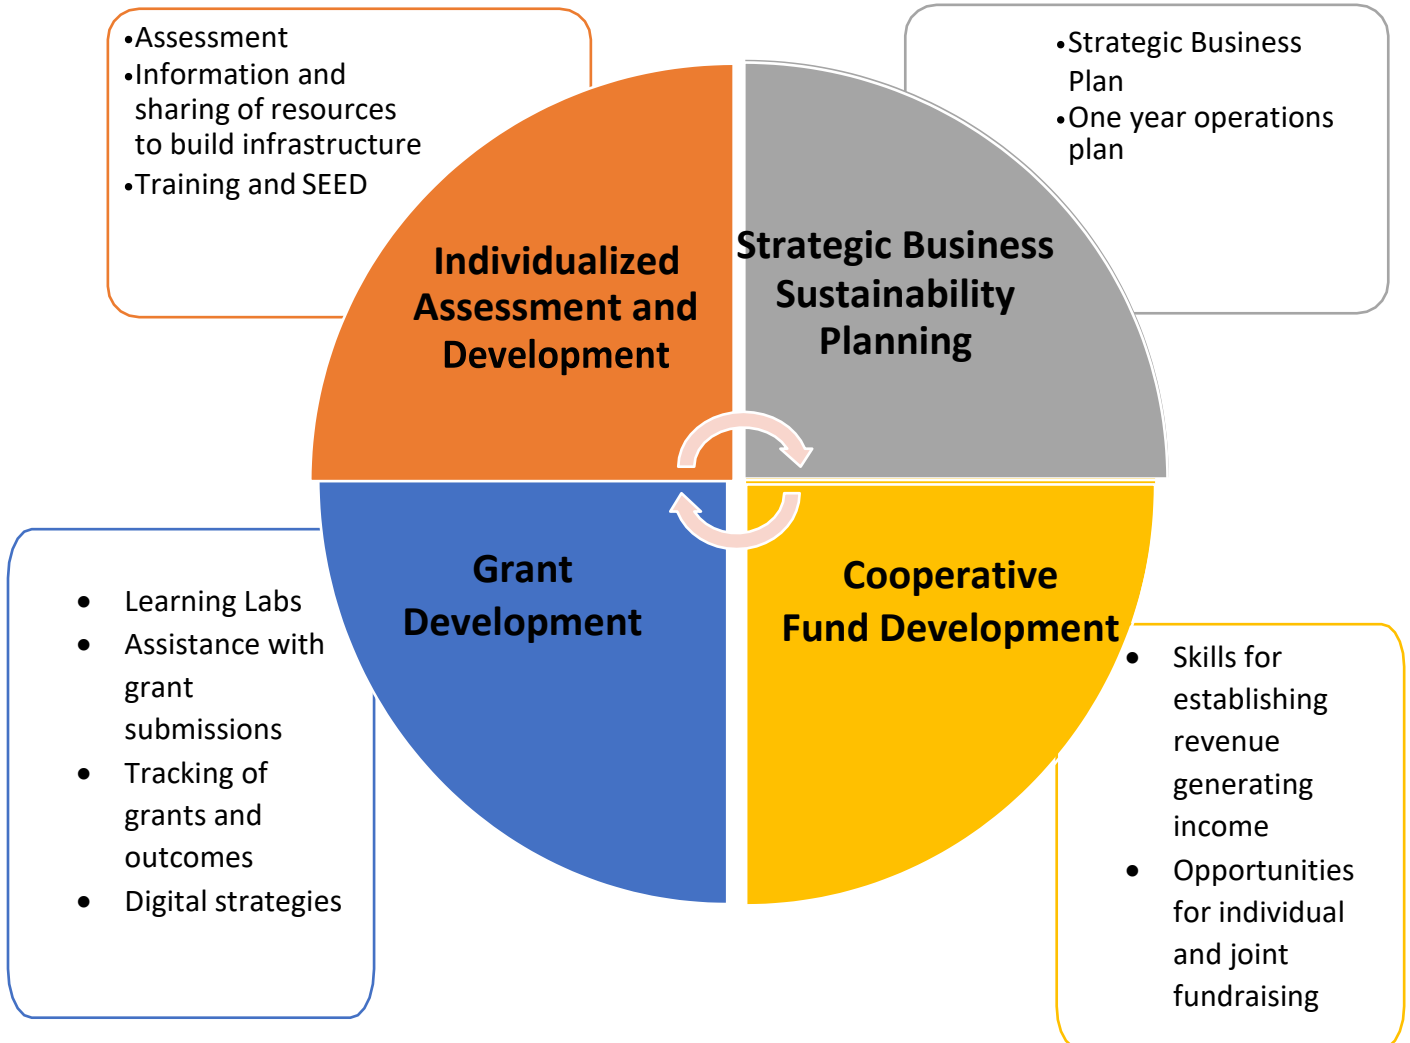 •Assessment
•Information and
sharing of resources
to build infrastructure
•Training and SEED
•Strategic Business
Plan
•One year operations
plan
Individualized
Assessment and
Development
Strategic Business
Sustainability
Planning
Grant
Development
Cooperative
Fund Development
• Learning Labs
• Assistance with
grant
submissions
• Tracking of
grants and
outcomes
• Digital strategies
• Skills for
establishing
revenue
generating
income
• Opportunities
for individual
and joint
fundraising